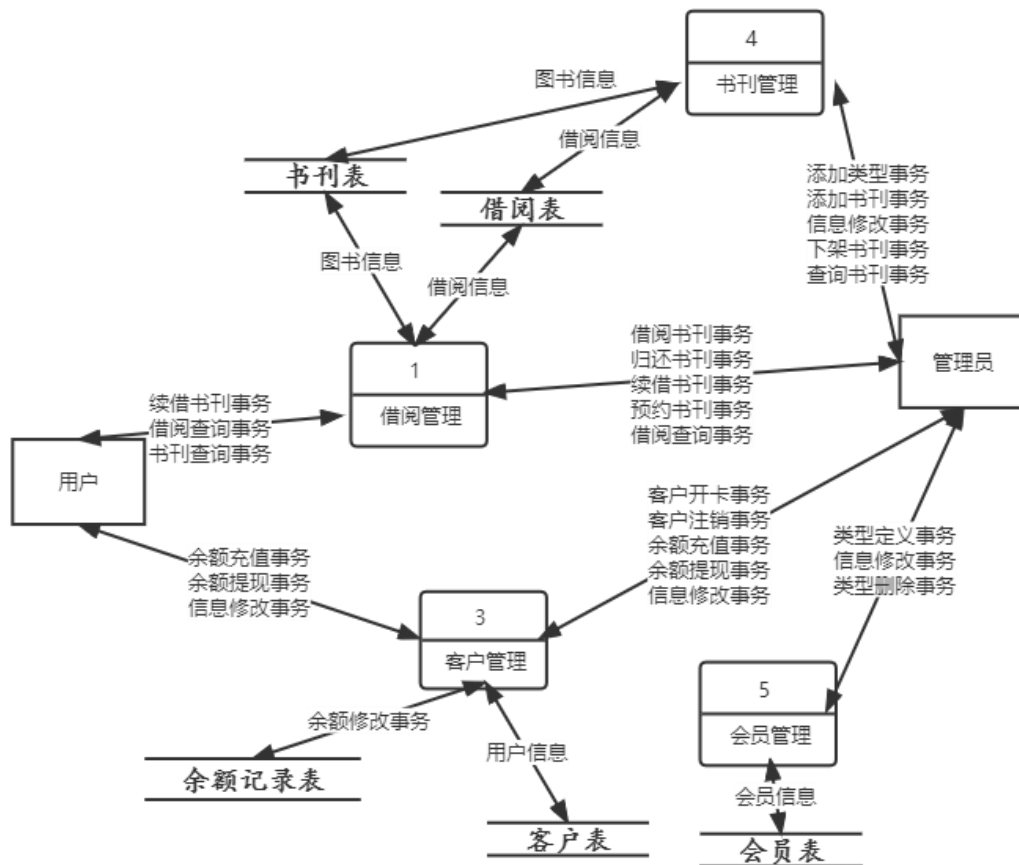 4
书刊管理
图书信息
借阅信息
书刊表
借阅表
添加类型事务
添加书刊事务
信息修改事务
下架书刊事务
查询书刊事务
图书信息
借阅信息
1
借阅管理
借阅书刊事务
归还书刊事务
续借书刊事务
预约书刊事务
借阅查询事务
管理员
续借书刊事务
借阅查询事务
书刊查询事务
用户
客户开卡事务
客户注销事务
余额充值事务
余额提现事务
信息修改事务
类型定义事务
信息修改事务
类型删除事务
余额充值事务
余额提现事务
信息修改事务
3
客户管理
5
会员管理
余额修改事务
用户信息
余额记录表
会员信息
客户表
会员表